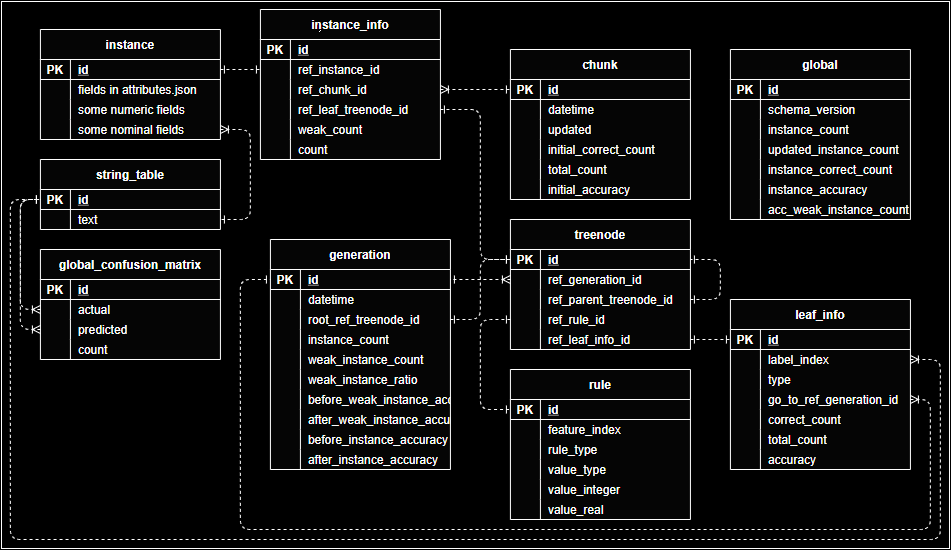 instance
PK id
fields in attributes.json
some numeric fields
some nominal fields
instance_info
PK id
ref_instance_id
ref_chunk_id
ref_leaf_treenode_id
weak_count
count
chunk
PK id
datetime
updated
initial_correct_count
total_count
initial_accuracy
global
PK id
schema_version
instance_count
updated_instance_count
instance_correct_count
instance_accuracy
acc_weak_instance_count
string_table
PK id
text
global_confusion_matrix
PK id
actual
predicted
count
generation
PK id
datetime
root_ref_treenode_id
instance_count
weak_instance_count
weak_instance_ratio
before_weak_instance_acc
after_weak_instance_accu
before_instance_accuracy
after_instance_accuracy
treenode
PK id
ref_generation_id
ref_parent_treenode_id
ref_rule_id
ref_leaf_info_id
rule
PK id
feature_index
rule_type
value_type
value_integer
value_real
leaf_info
PK id
label_index
type
go_to_ref_generation_id
correct_count
total_count
accuracy